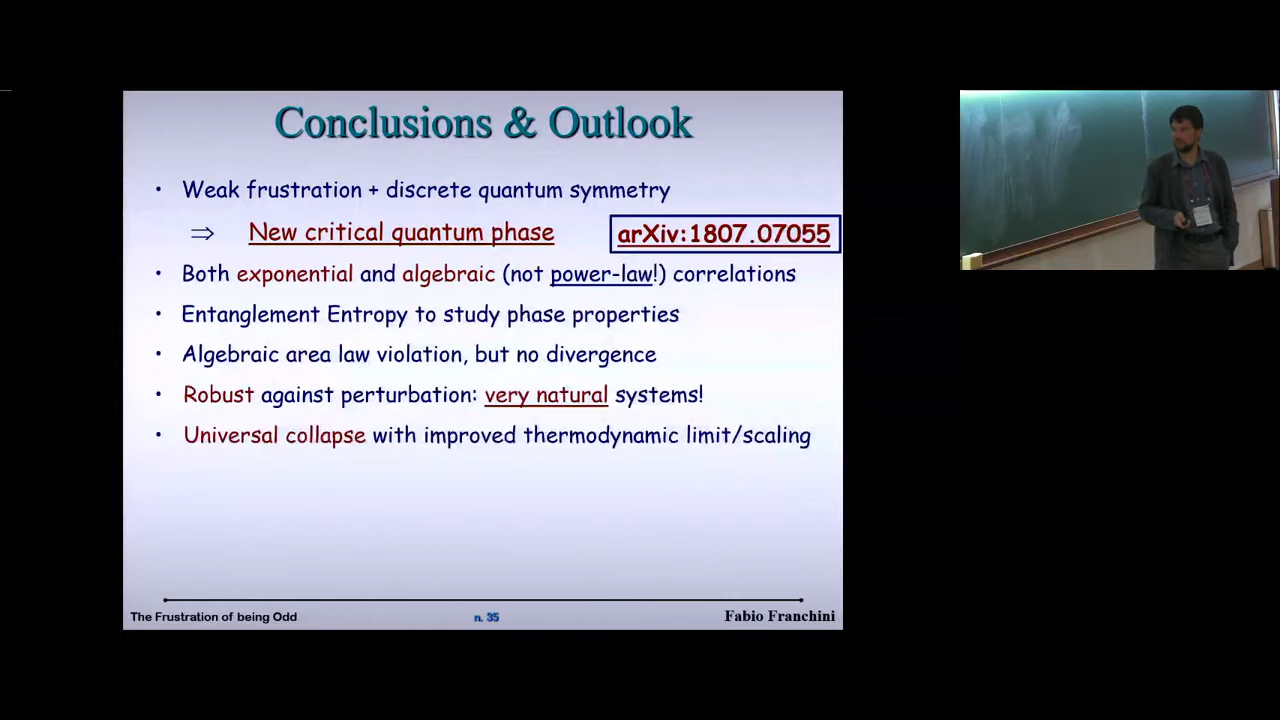 Conclusions & Outlook
• Weak frustration + discrete quantum symmetry
⇒ New critical quantum phase arXiv:1807.07055
• Both exponential and algebraic (not power-law!) correlations
• Entanglement Entropy to study phase properties
• Algebraic area law violation, but no divergence
• Robust against perturbation: very natural systems!
• Universal collapse with improved thermodynamic limit/scaling
The Frustration of being Odd n. 35 Fabio Franchini